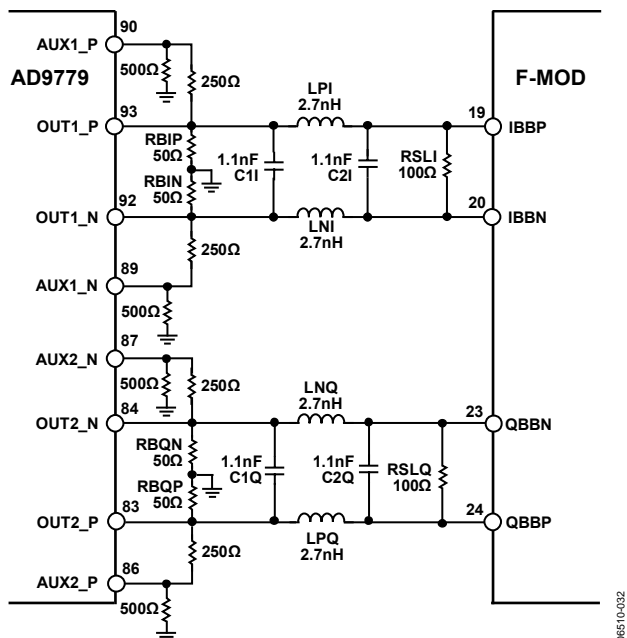 90
AUX1_P
500Ω
250Ω
AD9779
F-MOD
LPI
2.7nH
93
19
OUT1_P
IBBP
RBIP
50Ω
1.1nF
C1I
1.1nF
C2I
RSLI
100Ω
RBIN
50Ω
92
20
OUT1_N
IBBN
LNI
2.7nH
250Ω
89
AUX1_N
500Ω
87
AUX2_N
500Ω
250Ω
LNQ
2.7nH
84
23
OUT2_N
QBBN
RBQN
50Ω
1.1nF
C1Q
1.1nF
C2Q
RSLQ
100Ω
RBQP
50Ω
83
24
OUT2_P
QBBP
LPQ
2.7nH
250Ω
86
AUX2_P
500Ω
06510-032